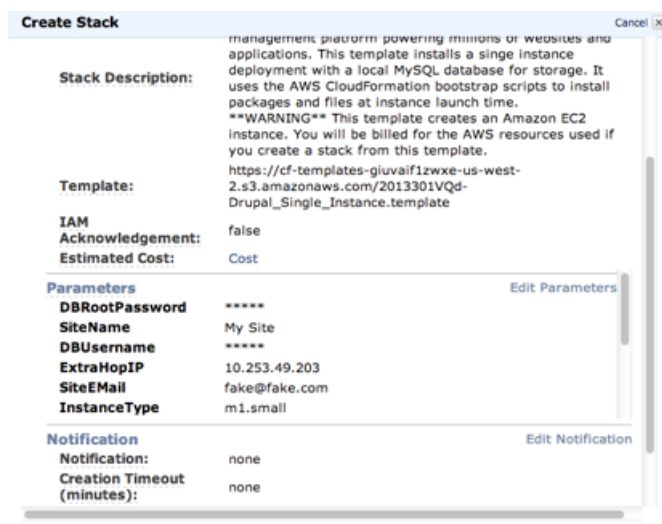 Create Stack
Cancel
management platform powering millions of websites and
applications. This template installs a singe instance
Stack Description:
deployment with a local MySQL database for storage. It
uses the AWS CloudFormation bootstrap scripts to install
packages and files at instance launch time.
**WARNING** This template creates an Amazon EC2
instance. You will be billed for the AWS resources used if
you create a stack from this template.
https://cf-templates-giuvaif1zwxe-us-west-
Template:
2.s3.amazonaws.com/2013301VQd-
Drupal_Single_Instance.template
IAM
Acknowledgement:
false
Estimated Cost:
Cost
Parameters
Edit Parameters
DBRootPassword
*****
SiteName
My Site
DBUsername
*****
ExtraHopIP
10.253.49.203
SiteEMail
fake@fake.com
InstanceType
m1.small
Notification
Edit Notification
Notification:
none
Creation Timeout
(minutes):
none